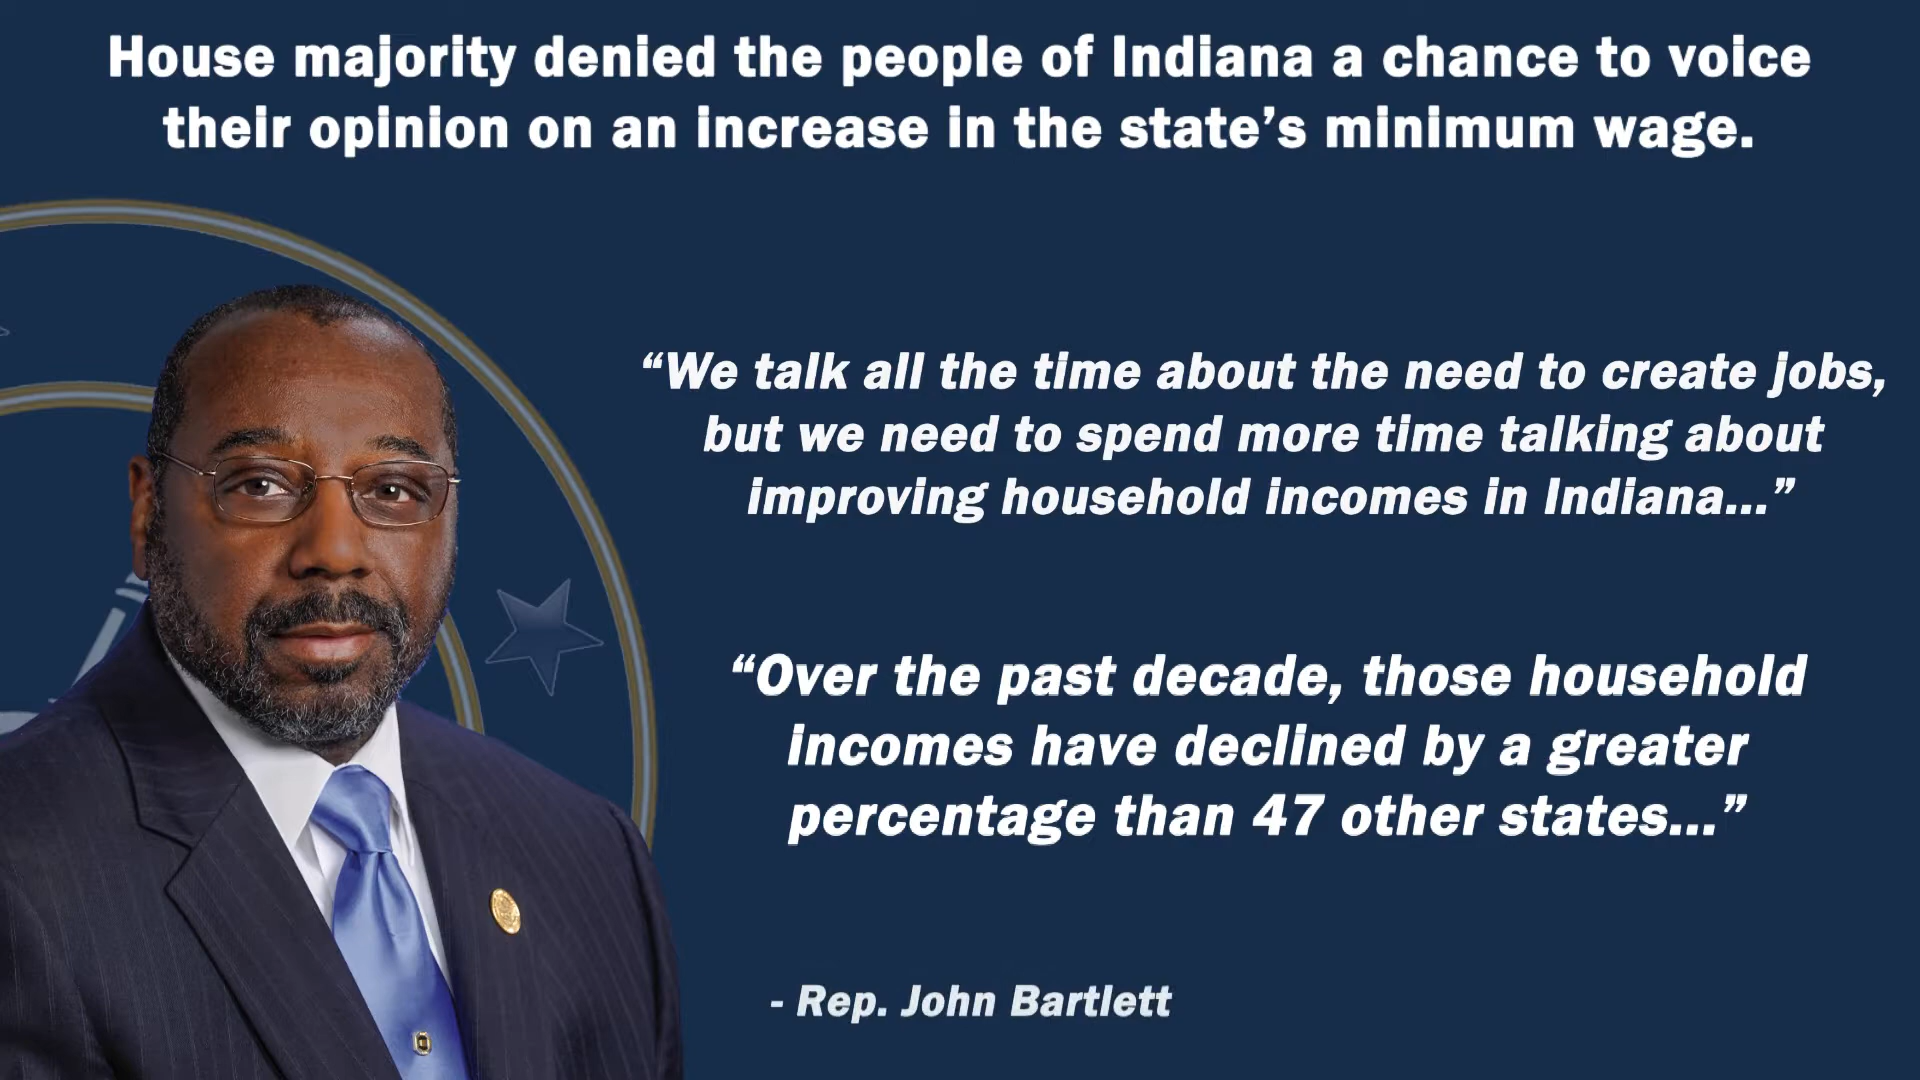 House majority denied the people of Indiana a chance to voice
their opinion on an increase in the state’s minimum wage.
“We talk all the time about the need to create jobs,
but we need to spend more time talking about
improving household incomes in Indiana...”
“Over the past decade, those household
incomes have declined by a greater
percentage than 47 other states...”
- Rep. John Bartlett